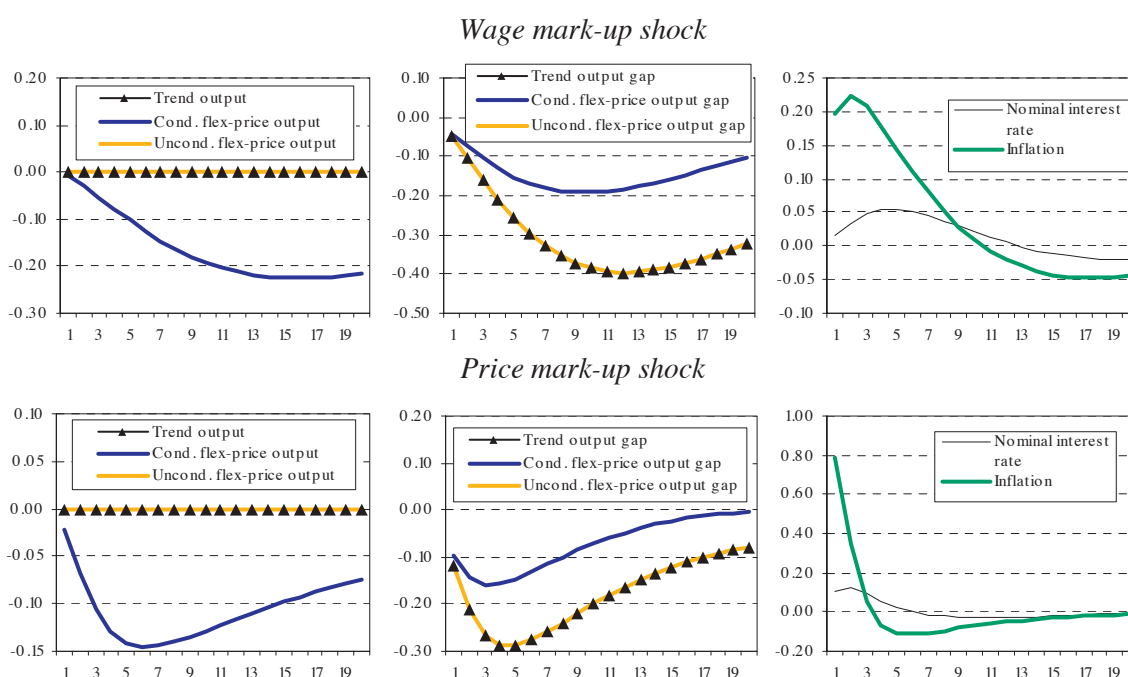 Wage mark-up shock
0.20
0.10
0.00
-0.10
-0.20
-0.30
1 3 5 7 9 11 13 15 17 19
Trend output
Cond. flex-price output
Uncond. flex-price output
0.10
0.00
-0.10
-0.20
-0.30
-0.40
-0.50
1 3 5 7 9 11 13 15 17 19
Trend output gap
Cond. flex-price output gap
Uncond. flex-price output gap
0.25
0.20
0.15
0.10
0.05
0.00
-0.05
-0.10
1 3 5 7 9 11 13 15 17 19
Nominal interest
rate
Inflation
Price mark-up shock
0.10
0.05
0.00
-0.05
-0.10
-0.15
1 3 5 7 9 11 13 15 17 19
Trend output
Cond. flex-price output
Uncond. flex-price output
0.20
0.10
0.00
-0.10
-0.20
-0.30
1 3 5 7 9 11 13 15 17 19
Trend output gap
Cond. flex-price output gap
Uncond. flex-price output gap
1.00
0.80
0.60
0.40
0.20
0.00
-0.20
1 3 5 7 9 11 13 15 17 19
Nominal interest
rate
Inflation